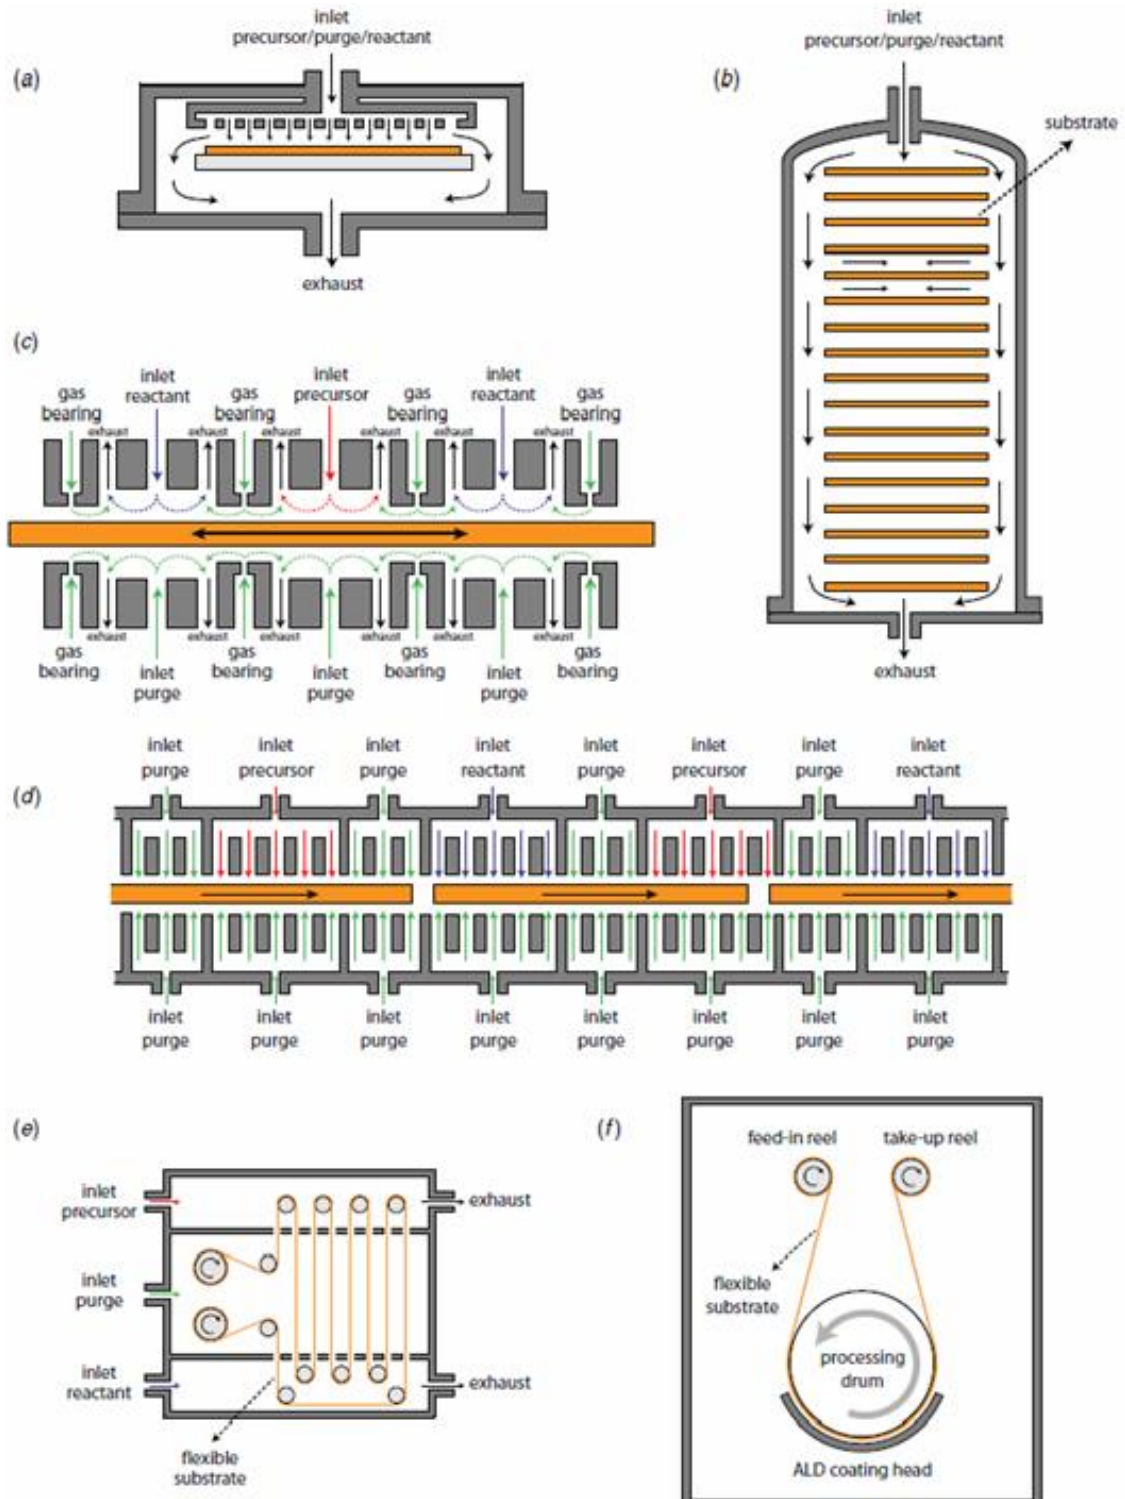 inlet
precursor/purge/reactant
(a)
exhaust
inlet
precursor/purge/reactant
(b)
substrate
exhaust
(c)
gas
bearing
inlet
reactant
gas
bearing
inlet
precursor
gas
bearing
inlet
reactant
gas
bearing
exhaust
exhaust
exhaust
exhaust
exhaust
exhaust
exhaust
exhaust
exhaust
exhaust
exhaust
exhaust
gas
bearing
inlet
purge
gas
bearing
inlet
purge
gas
bearing
inlet
purge
gas
bearing
(d)
inlet
purge
inlet
precursor
inlet
purge
inlet
reactant
inlet
purge
inlet
precursor
inlet
purge
inlet
reactant
inlet
purge
inlet
purge
inlet
purge
inlet
purge
inlet
purge
inlet
purge
inlet
purge
inlet
purge
(e)
inlet
precursor
exhaust
inlet
purge
inlet
reactant
exhaust
flexible
substrate
(f)
feed-in reel
take-up reel
flexible
substrate
processing
drum
ALD coating head